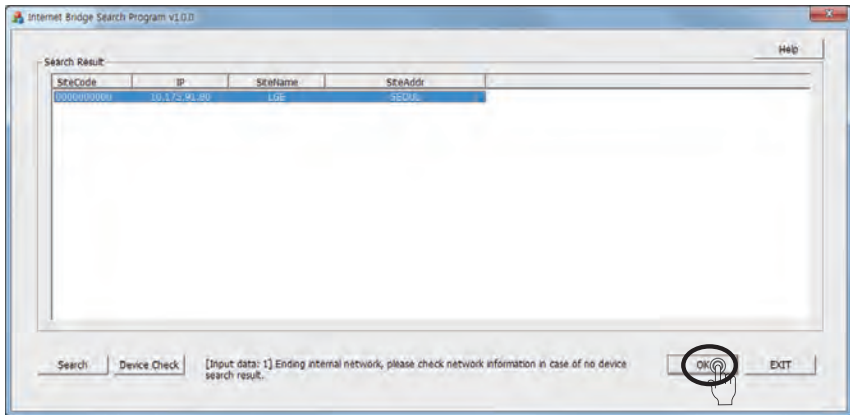 Internet Bridge Search Program v1.0.0
Help
Search Result
SiteCode IP SiteName SiteAddr
0000000000 10.173.91.80 LGE SEOUL
Search Device Check [Input data: 1] Ending internal network, please check network information in case of no device
search result.
OK EXIT